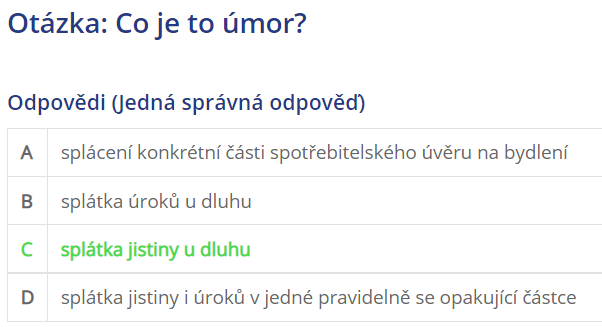 Otázka: Co je to úmor?
Odpovědi (Jedná správná odpověď)
A splácení konkrétní části spotřebitelského úvěru na bydlení
B splátka úroků u dluhu
C splátka jistiny u dluhu
D splátka jistiny i úroků v jedné pravidelně se opakující částce